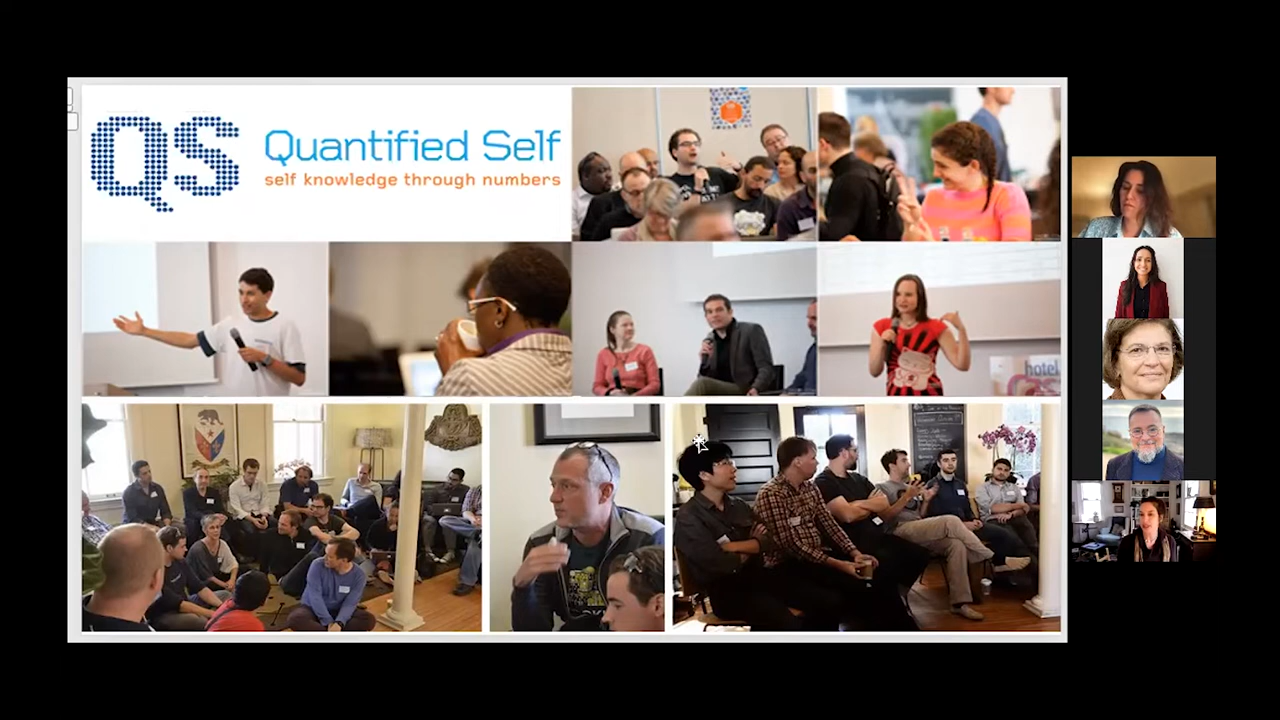 QS
Quantified Self
self knowledge through numbers
hotel